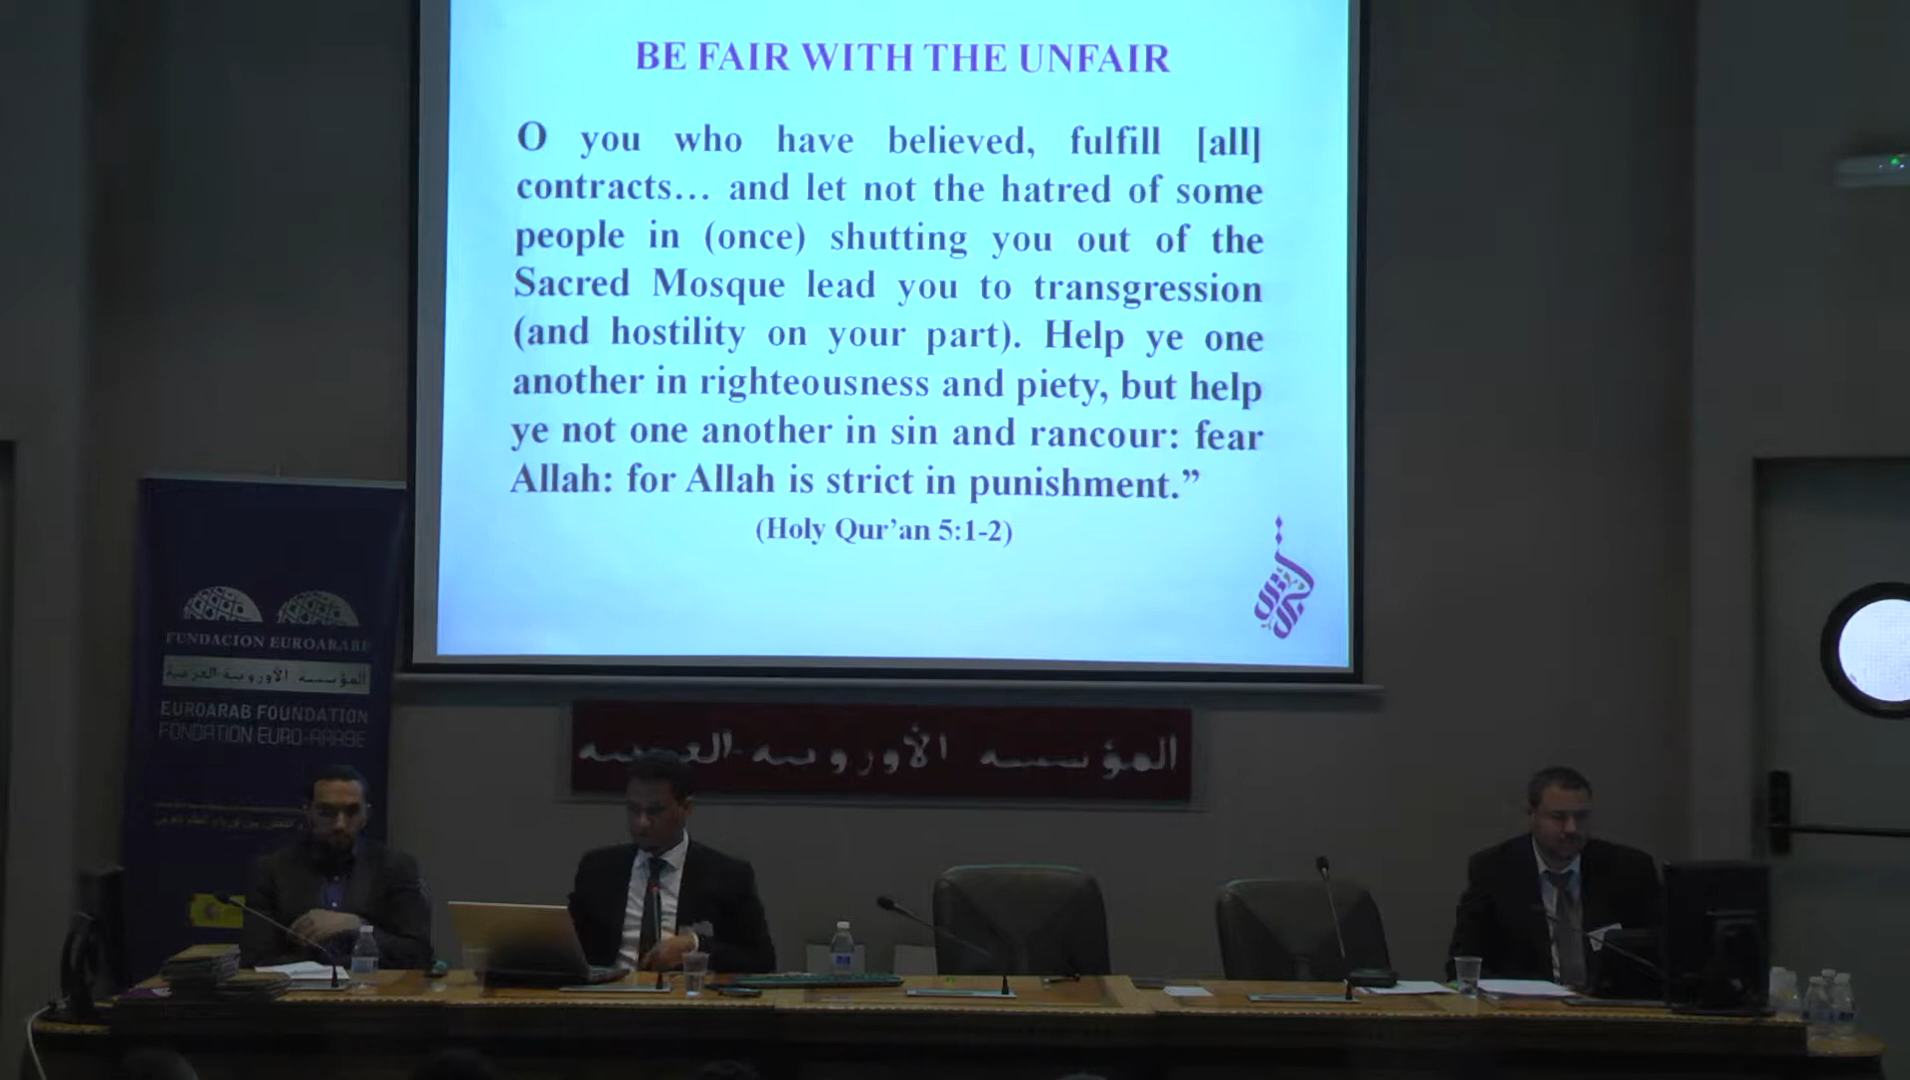 BE FAIR WITH THE UNFAIR
O you who have believed, fulfill [all]
contracts... and let not the hatred of some
people in (once) shutting you out of the
Sacred Mosque lead you to transgression
(and hostility on your part). Help ye one
another in righteousness and piety, but help
ye not one another in sin and rancour: fear
Allah: for Allah is strict in punishment.”
(Holy Qur’an 5:1-2)
FUNDACION EUROARABE
المؤسسة الأوروبية-العربية
EUROARAB FOUNDATION
FONDATION EURO-ARABE
المؤسسة الأوروبية-العربية